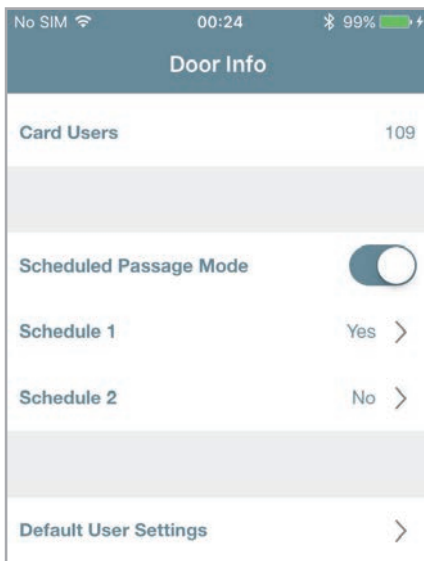 No SIM 00:24 99%
Door Info
Card Users 109
Scheduled Passage Mode
Schedule 1 Yes
Schedule 2 No
Default User Settings